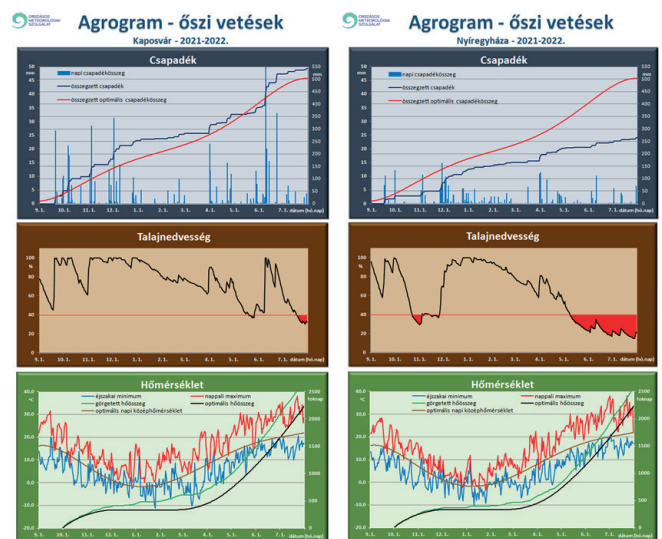 ORSZÁGOS
METEOROLÓGIAI
SZOLGÁLAT
Agrogram - őszi vetések
Kaposvár - 2021-2022.
Csapadék
50
mm
45
40
35
30
25
20
15
10
5
0
550
mm
500
450
400
350
300
250
200
150
100
50
0
napi csapadékösszeg
összegzett csapadék
összegzett optimális csapadékösszeg
9.1. 10.1. 11.1. 12.1. 1.1. 2.1. 3.1. 4.1. 5.1. 6.1. 7.1. dátum (hó.nap)
Talajnedvesség
100
%
80
60
40
20
0
9.1. 10.1. 11.1. 12.1. 1.1. 2.1. 3.1. 4.1. 5.1. 6.1. 7.1. dátum (hó.nap)
Hőmérséklet
éjszakai minimum nappali maximum
görgetett hőösszeg optimális hőösszeg
optimális napi középhőmérséklet
40,0
°C
30,0
20,0
10,0
0,0
-10,0
-20,0
2500
foknap
2000
1500
1000
500
0
9.1. 10.1. 11.1. 12.1. 1.1. 2.1. 3.1. 4.1. 5.1. 6.1. 7.1. dátum (hó.nap)
ORSZÁGOS
METEOROLÓGIAI
SZOLGÁLAT
Agrogram - őszi vetések
Nyíregyháza - 2021-2022.
Csapadék
50
mm
45
40
35
30
25
20
15
10
5
0
550
mm
500
450
400
350
300
250
200
150
100
50
0
napi csapadékösszeg
összegzett csapadék
összegzett optimális csapadékösszeg
9.1. 10.1. 11.1. 12.1. 1.1. 2.1. 3.1. 4.1. 5.1. 6.1. 7.1. dátum (hó.nap)
Talajnedvesség
100
%
80
60
40
20
0
9.1. 10.1. 11.1. 12.1. 1.1. 2.1. 3.1. 4.1. 5.1. 6.1. 7.1. dátum (hó.nap)
Hőmérséklet
éjszakai minimum nappali maximum
görgetett hőösszeg optimális hőösszeg
optimális napi középhőmérséklet
40,0
°C
30,0
20,0
10,0
0,0
-10,0
-20,0
2500
foknap
2000
1500
1000
500
0
9.1. 10.1. 11.1. 12.1. 1.1. 2.1. 3.1. 4.1. 5.1. 6.1. 7.1. dátum (hó.nap)